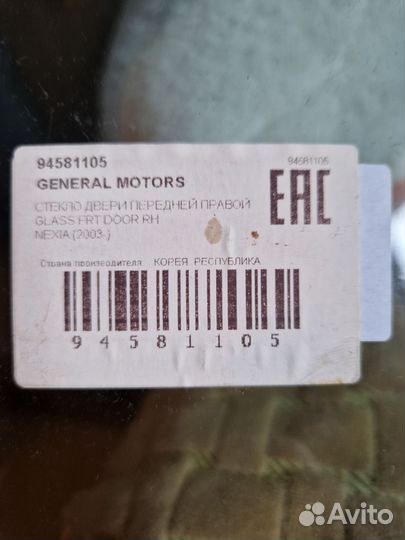 94581105
94581105
GENERAL MOTORS
EAC
СТЕКЛО ДВЕРИ ПЕРЕДНЕЙ ПРАВОЙ
GLASS FRT DOOR RH
NEXIA (2003-)
Страна производителя КОРЕЯ, РЕСПУБЛИКА
94581105
Avito